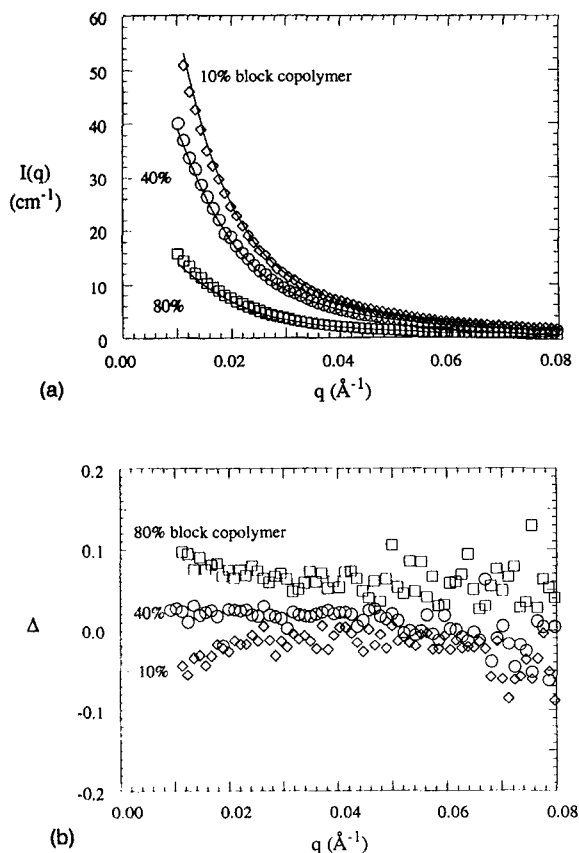 60
50
40
30
20
10
0
I(q)
(cm⁻¹)
10% block copolymer
40%
80%
0.00 0.02 0.04 0.06 0.08
q (Å⁻¹)
(a)
0.2
0.1
0.0
-0.1
-0.2
Δ
80% block copolymer
40%
10%
0.00 0.02 0.04 0.06 0.08
q (Å⁻¹)
(b)